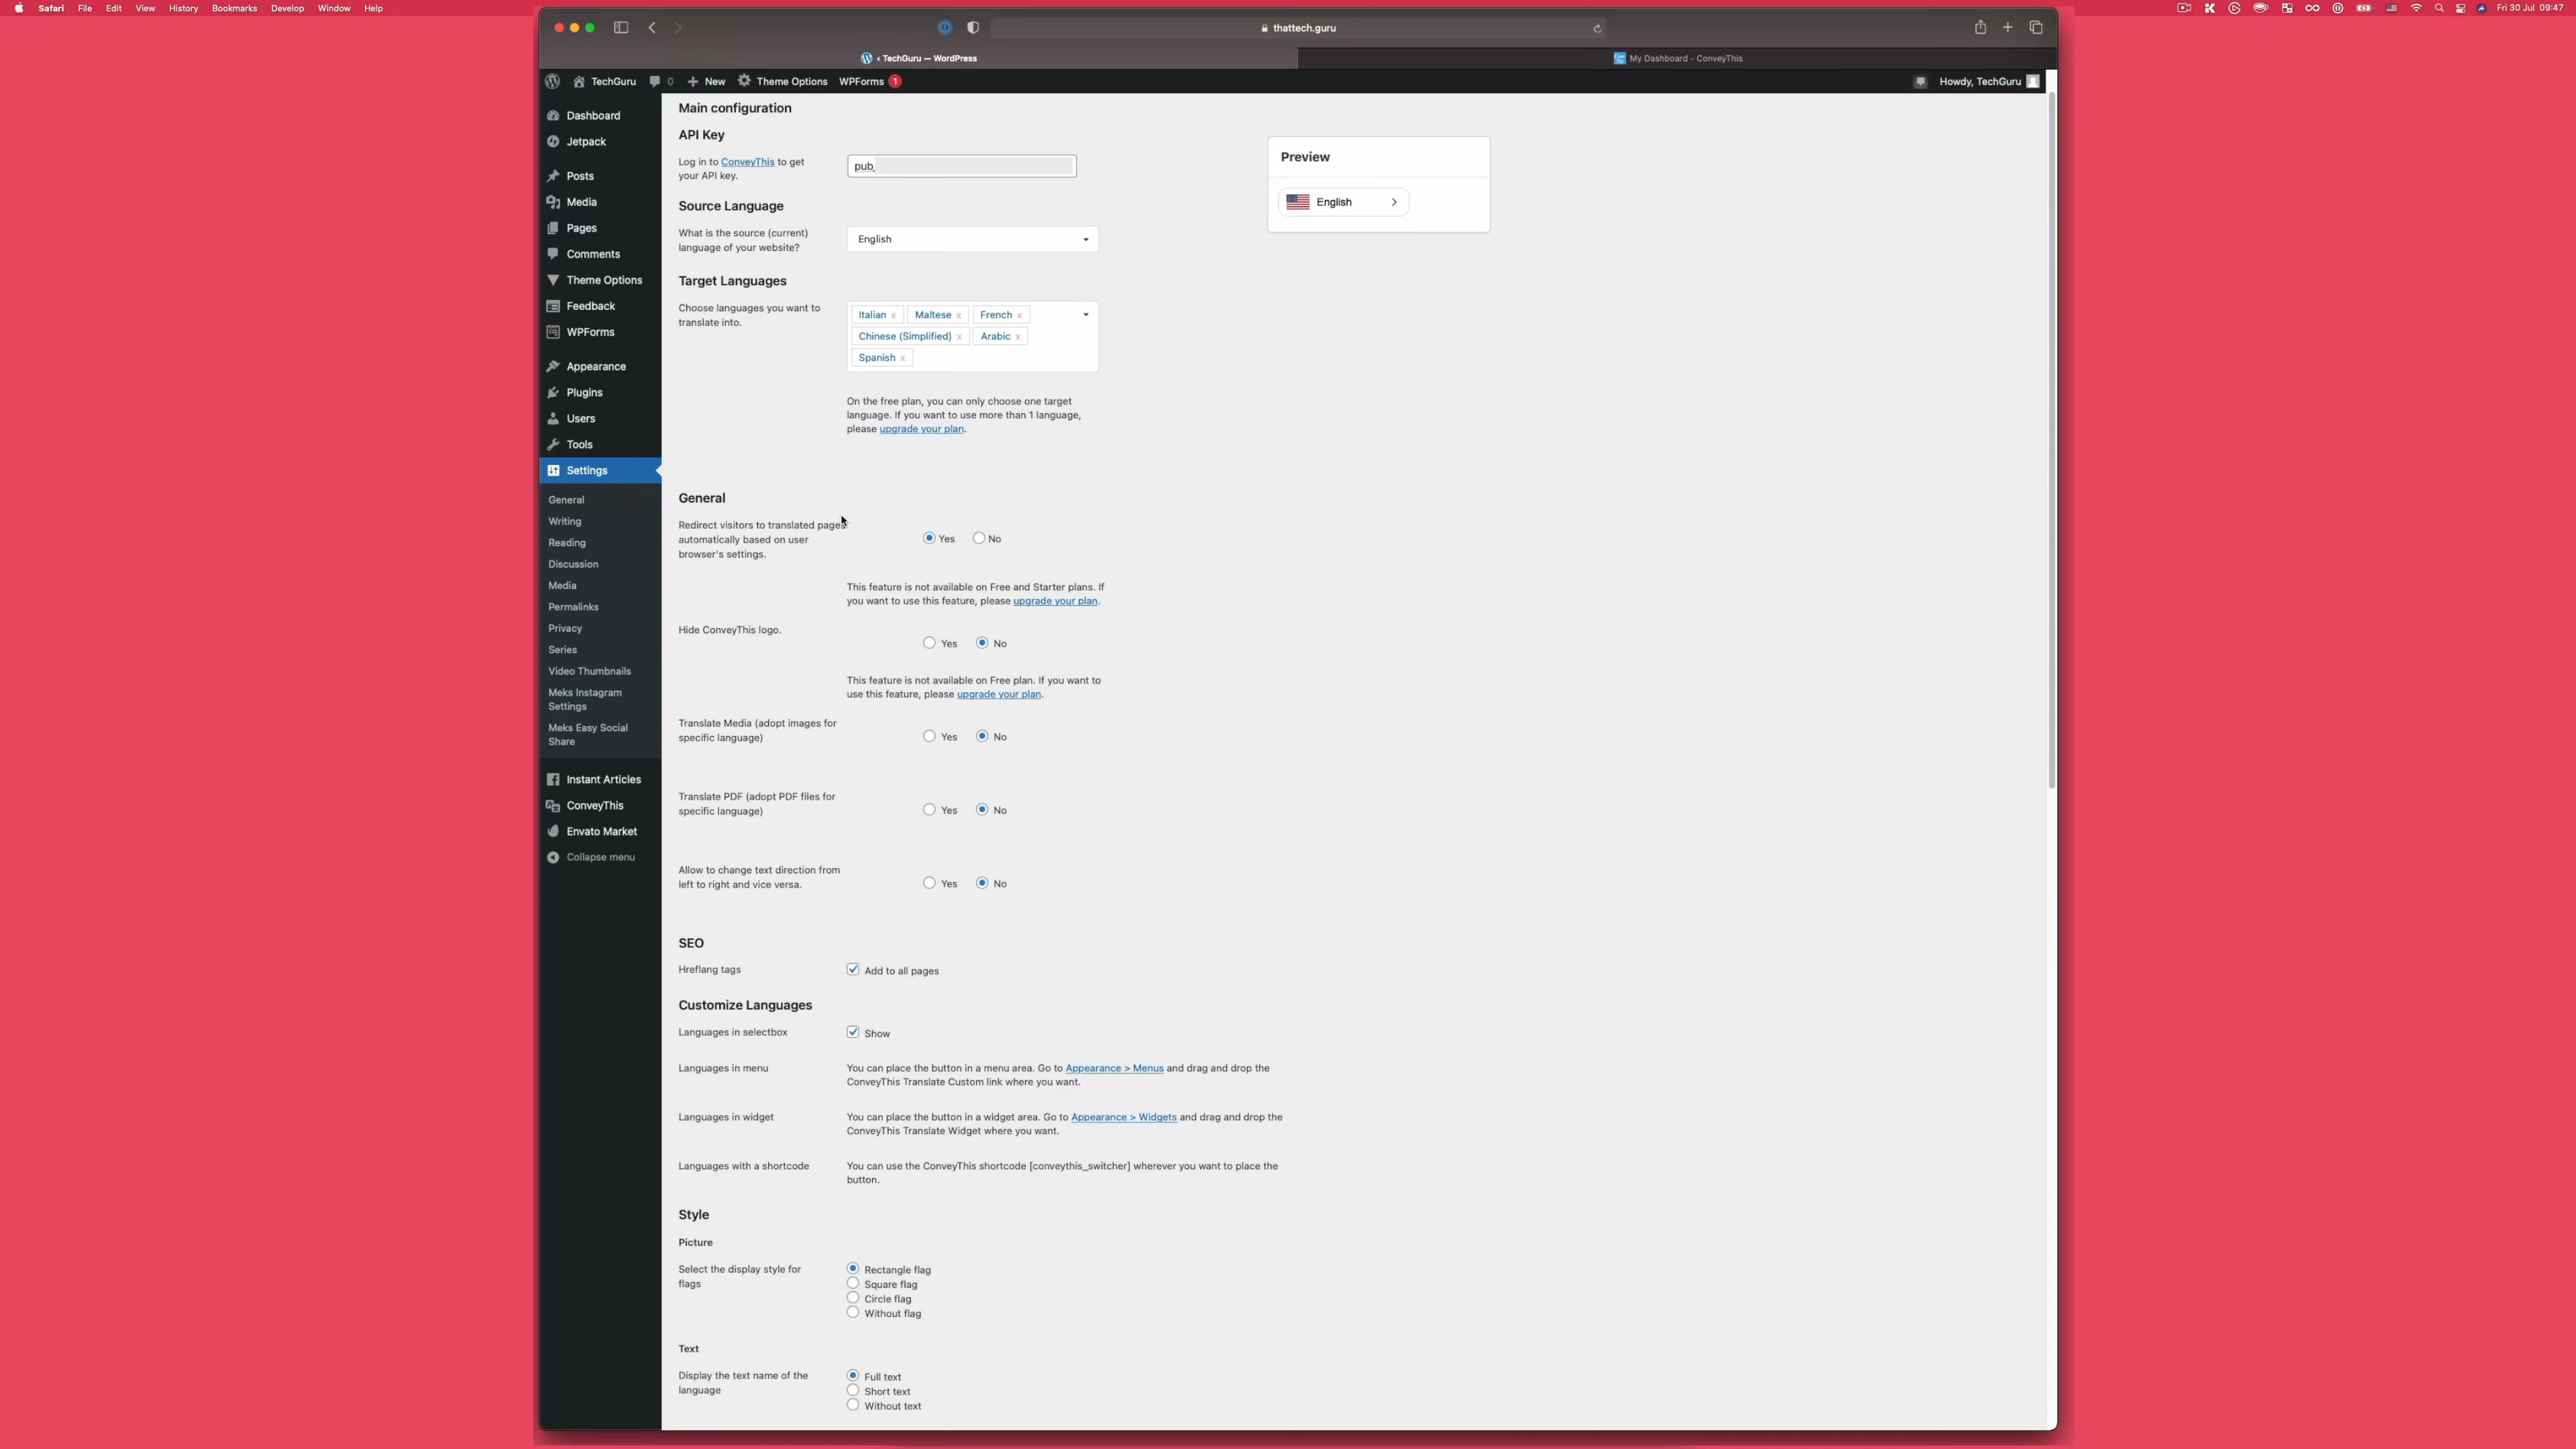 Safari File Edit View History Bookmarks Develop Window Help
Fri 30 Jul 09:47
thattech.guru
‹ TechGuru — WordPress
My Dashboard - ConveyThis
TechGuru 0 New Theme Options WPForms 1
Howdy, TechGuru
Dashboard
Jetpack
Posts
Media
Pages
Comments
Theme Options
Feedback
WPForms
Appearance
Plugins
Users
Tools
Settings
General
Writing
Reading
Discussion
Media
Permalinks
Privacy
Series
Video Thumbnails
Meks Instagram
Settings
Meks Easy Social
Share
Instant Articles
ConveyThis
Envato Market
Collapse menu
Main configuration
API Key
Log in to ConveyThis to get
your API key.
pub_
Source Language
What is the source (current)
language of your website?
English
Target Languages
Choose languages you want to
translate into.
Italian x Maltese x French x
Chinese (Simplified) x Arabic x
Spanish x
On the free plan, you can only choose one target
language. If you want to use more than 1 language,
please upgrade your plan.
General
Redirect visitors to translated pages
automatically based on user
browser's settings.
Yes No
This feature is not available on Free and Starter plans. If
you want to use this feature, please upgrade your plan.
Hide ConveyThis logo.
Yes No
This feature is not available on Free plan. If you want to
use this feature, please upgrade your plan.
Translate Media (adopt images for
specific language)
Yes No
Translate PDF (adopt PDF files for
specific language)
Yes No
Allow to change text direction from
left to right and vice versa.
Yes No
SEO
Hreflang tags
Add to all pages
Customize Languages
Languages in selectbox
Show
Languages in menu
You can place the button in a menu area. Go to Appearance > Menus and drag and drop the
ConveyThis Translate Custom link where you want.
Languages in widget
You can place the button in a widget area. Go to Appearance > Widgets and drag and drop the
ConveyThis Translate Widget where you want.
Languages with a shortcode
You can use the ConveyThis shortcode [conveythis_switcher] wherever you want to place the
button.
Style
Picture
Select the display style for
flags
Rectangle flag
Square flag
Circle flag
Without flag
Text
Display the text name of the
language
Full text
Short text
Without text
Preview
English